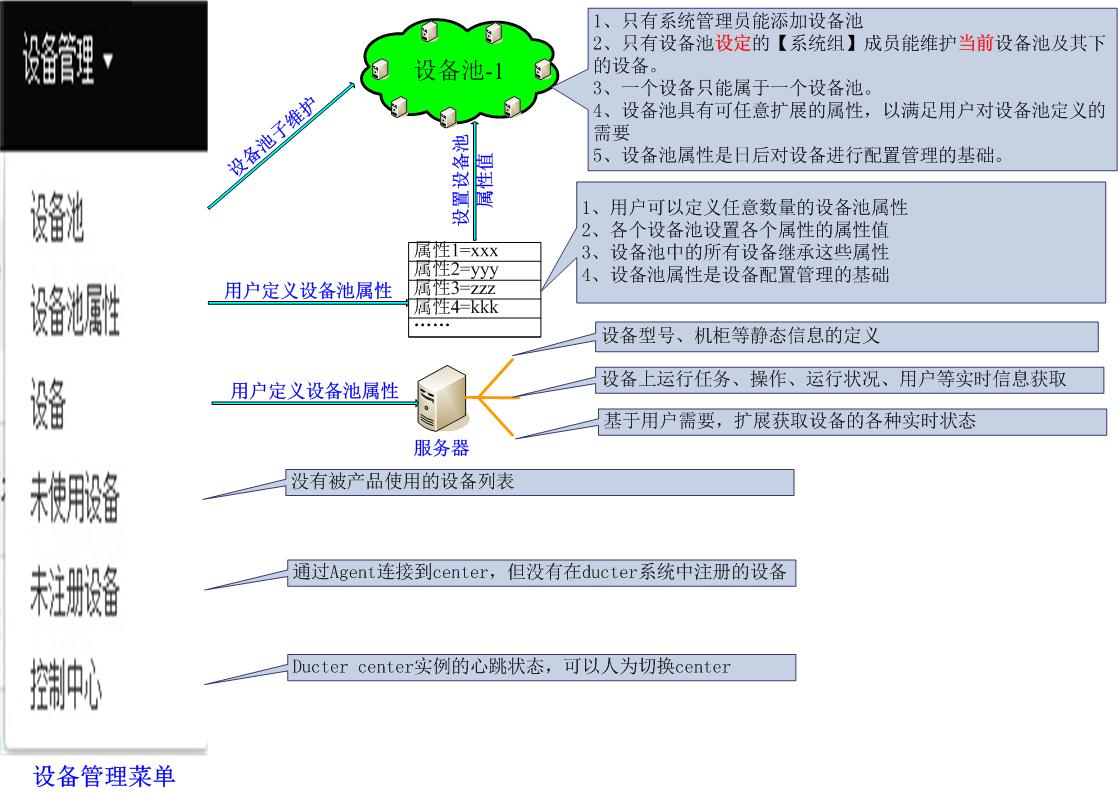 设备管理 ▼
设备池
设备池属性
设备
未使用设备
未注册设备
控制中心
设备管理菜单
设备池子维护
设备池-1
1、只有系统管理员能添加设备池
2、只有设备池设定的【系统组】成员能维护当前设备池及其下
的设备。
3、一个设备只能属于一个设备池。
4、设备池具有可任意扩展的属性，以满足用户对设备池定义的
需要
5、设备池属性是日后对设备进行配置管理的基础。
设置设备池
属性值
1、用户可以定义任意数量的设备池属性
2、各个设备池设置各个属性的属性值
3、设备池中的所有设备继承这些属性
4、设备池属性是设备配置管理的基础
用户定义设备池属性
属性1=xxx
属性2=yyy
属性3=zzz
属性4=kkk
……
用户定义设备池属性
服务器
设备型号、机柜等静态信息的定义
设备上运行任务、操作、运行状况、用户等实时信息获取
基于用户需要，扩展获取设备的各种实时状态
没有被产品使用的设备列表
通过Agent连接到center，但没有在ducter系统中注册的设备
Ducter center实例的心跳状态，可以人为切换center